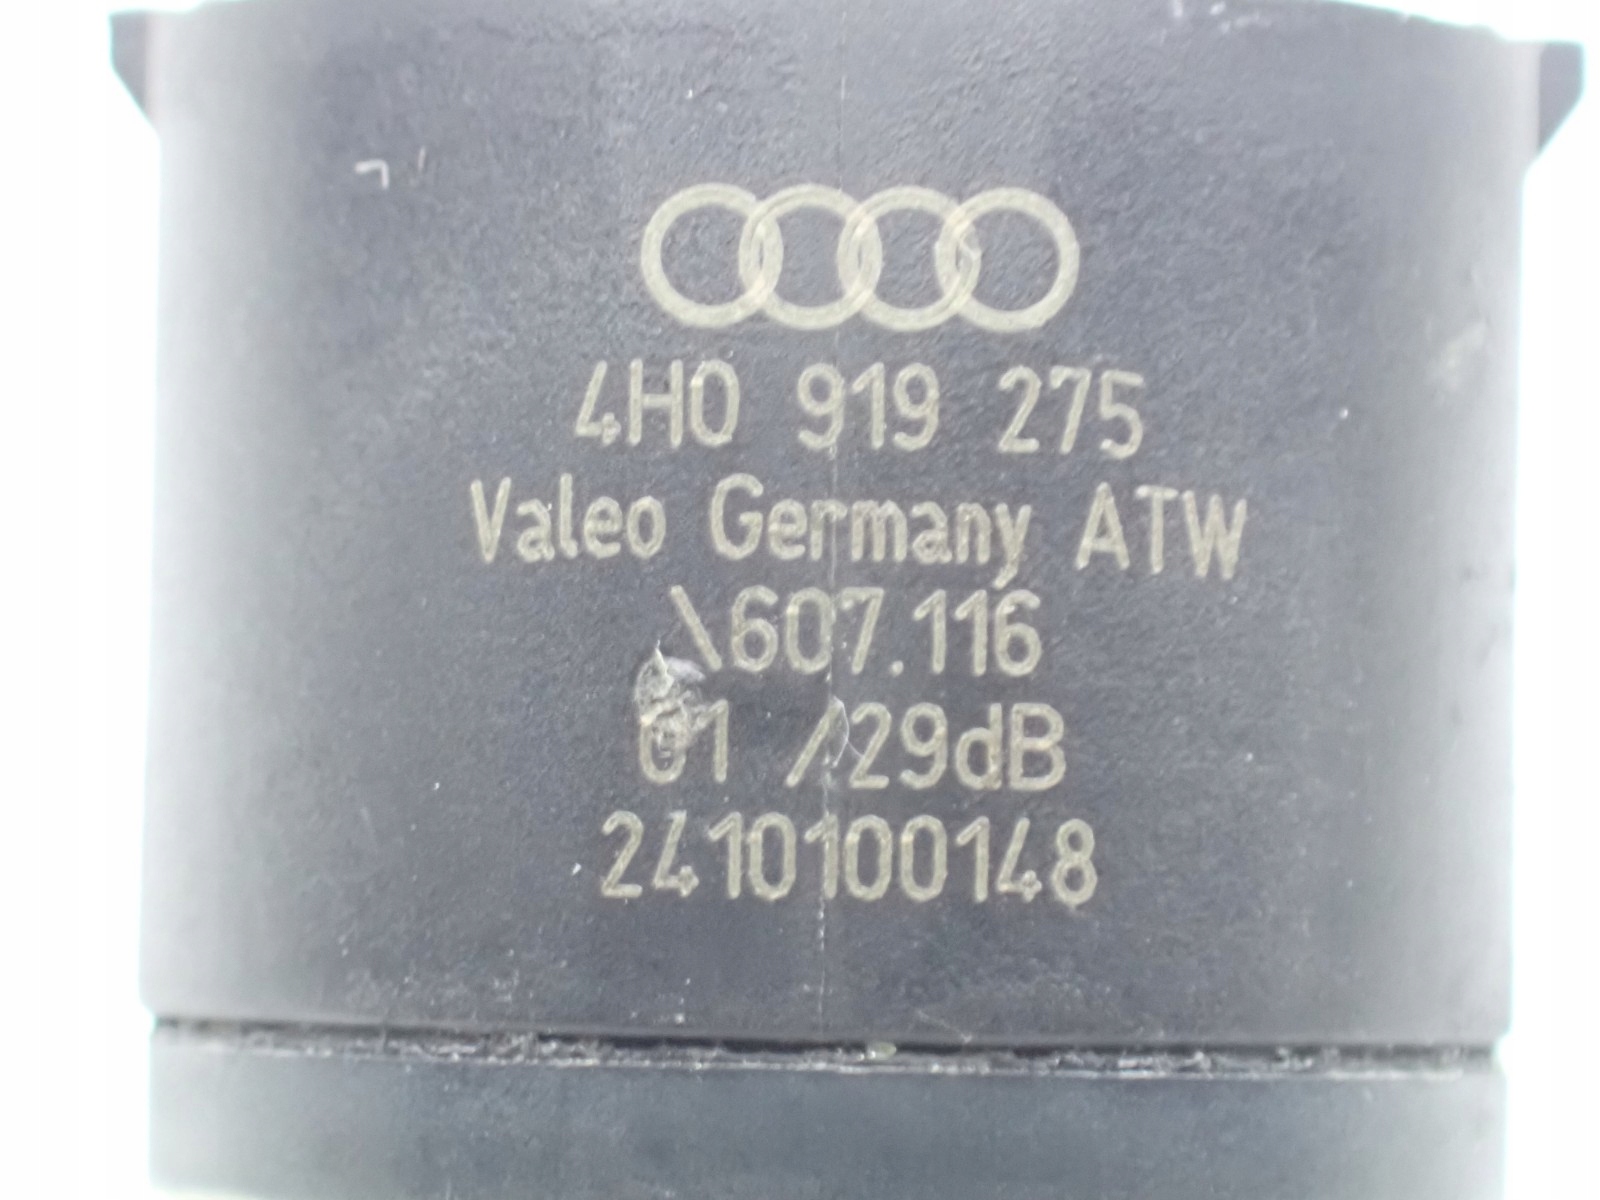 4H0 919 275
Valeo Germany ATW
\607.116
01 /29dB
2410100148